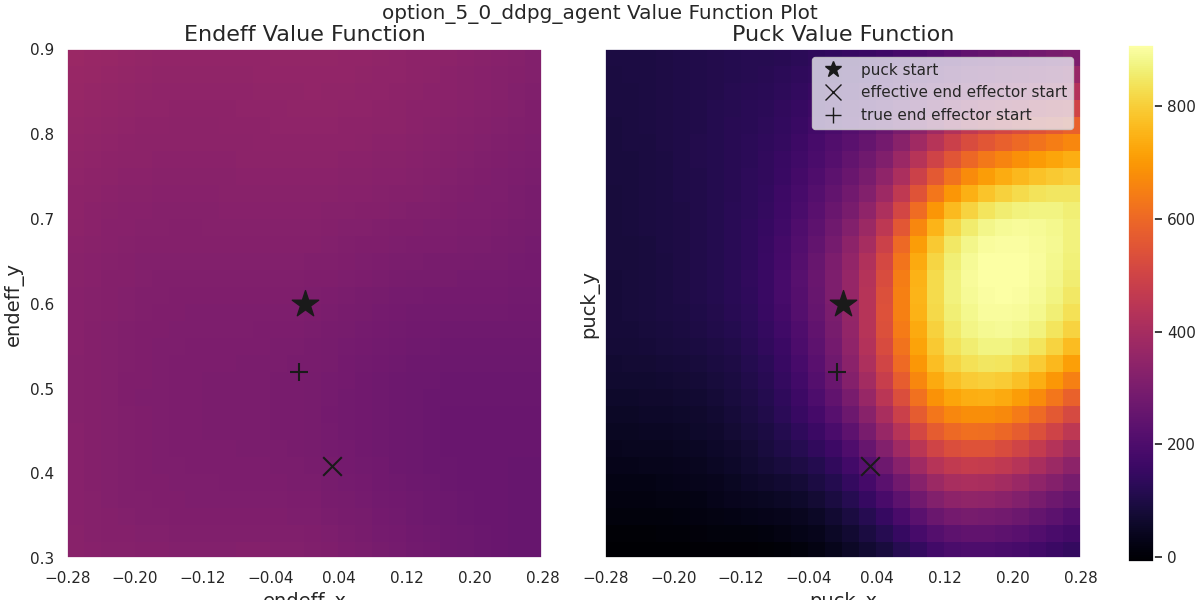 option_5_0_ddpg_agent Value Function Plot
Endeff Value Function
Puck Value Function
0.9
0.8
0.7
0.6
0.5
0.4
0.3
endeff_y
−0.28 −0.20 −0.12 −0.04 0.04 0.12 0.20 0.28
endeff_x
puck start
effective end effector start
true end effector start
puck_y
−0.28 −0.20 −0.12 −0.04 0.04 0.12 0.20 0.28
puck_x
800
600
400
200
0